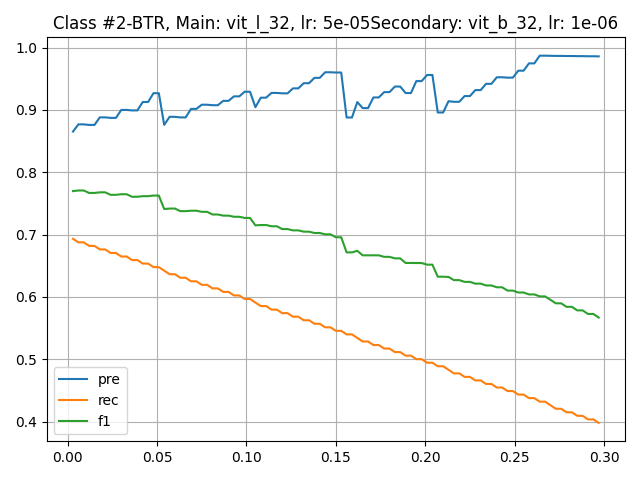 Class #2-BTR, Main: vit_l_32, lr: 5e-05Secondary: vit_b_32, lr: 1e-06
1.0
0.9
0.8
0.7
0.6
0.5
0.4
pre
rec
f1
0.00 0.05 0.10 0.15 0.20 0.25 0.30